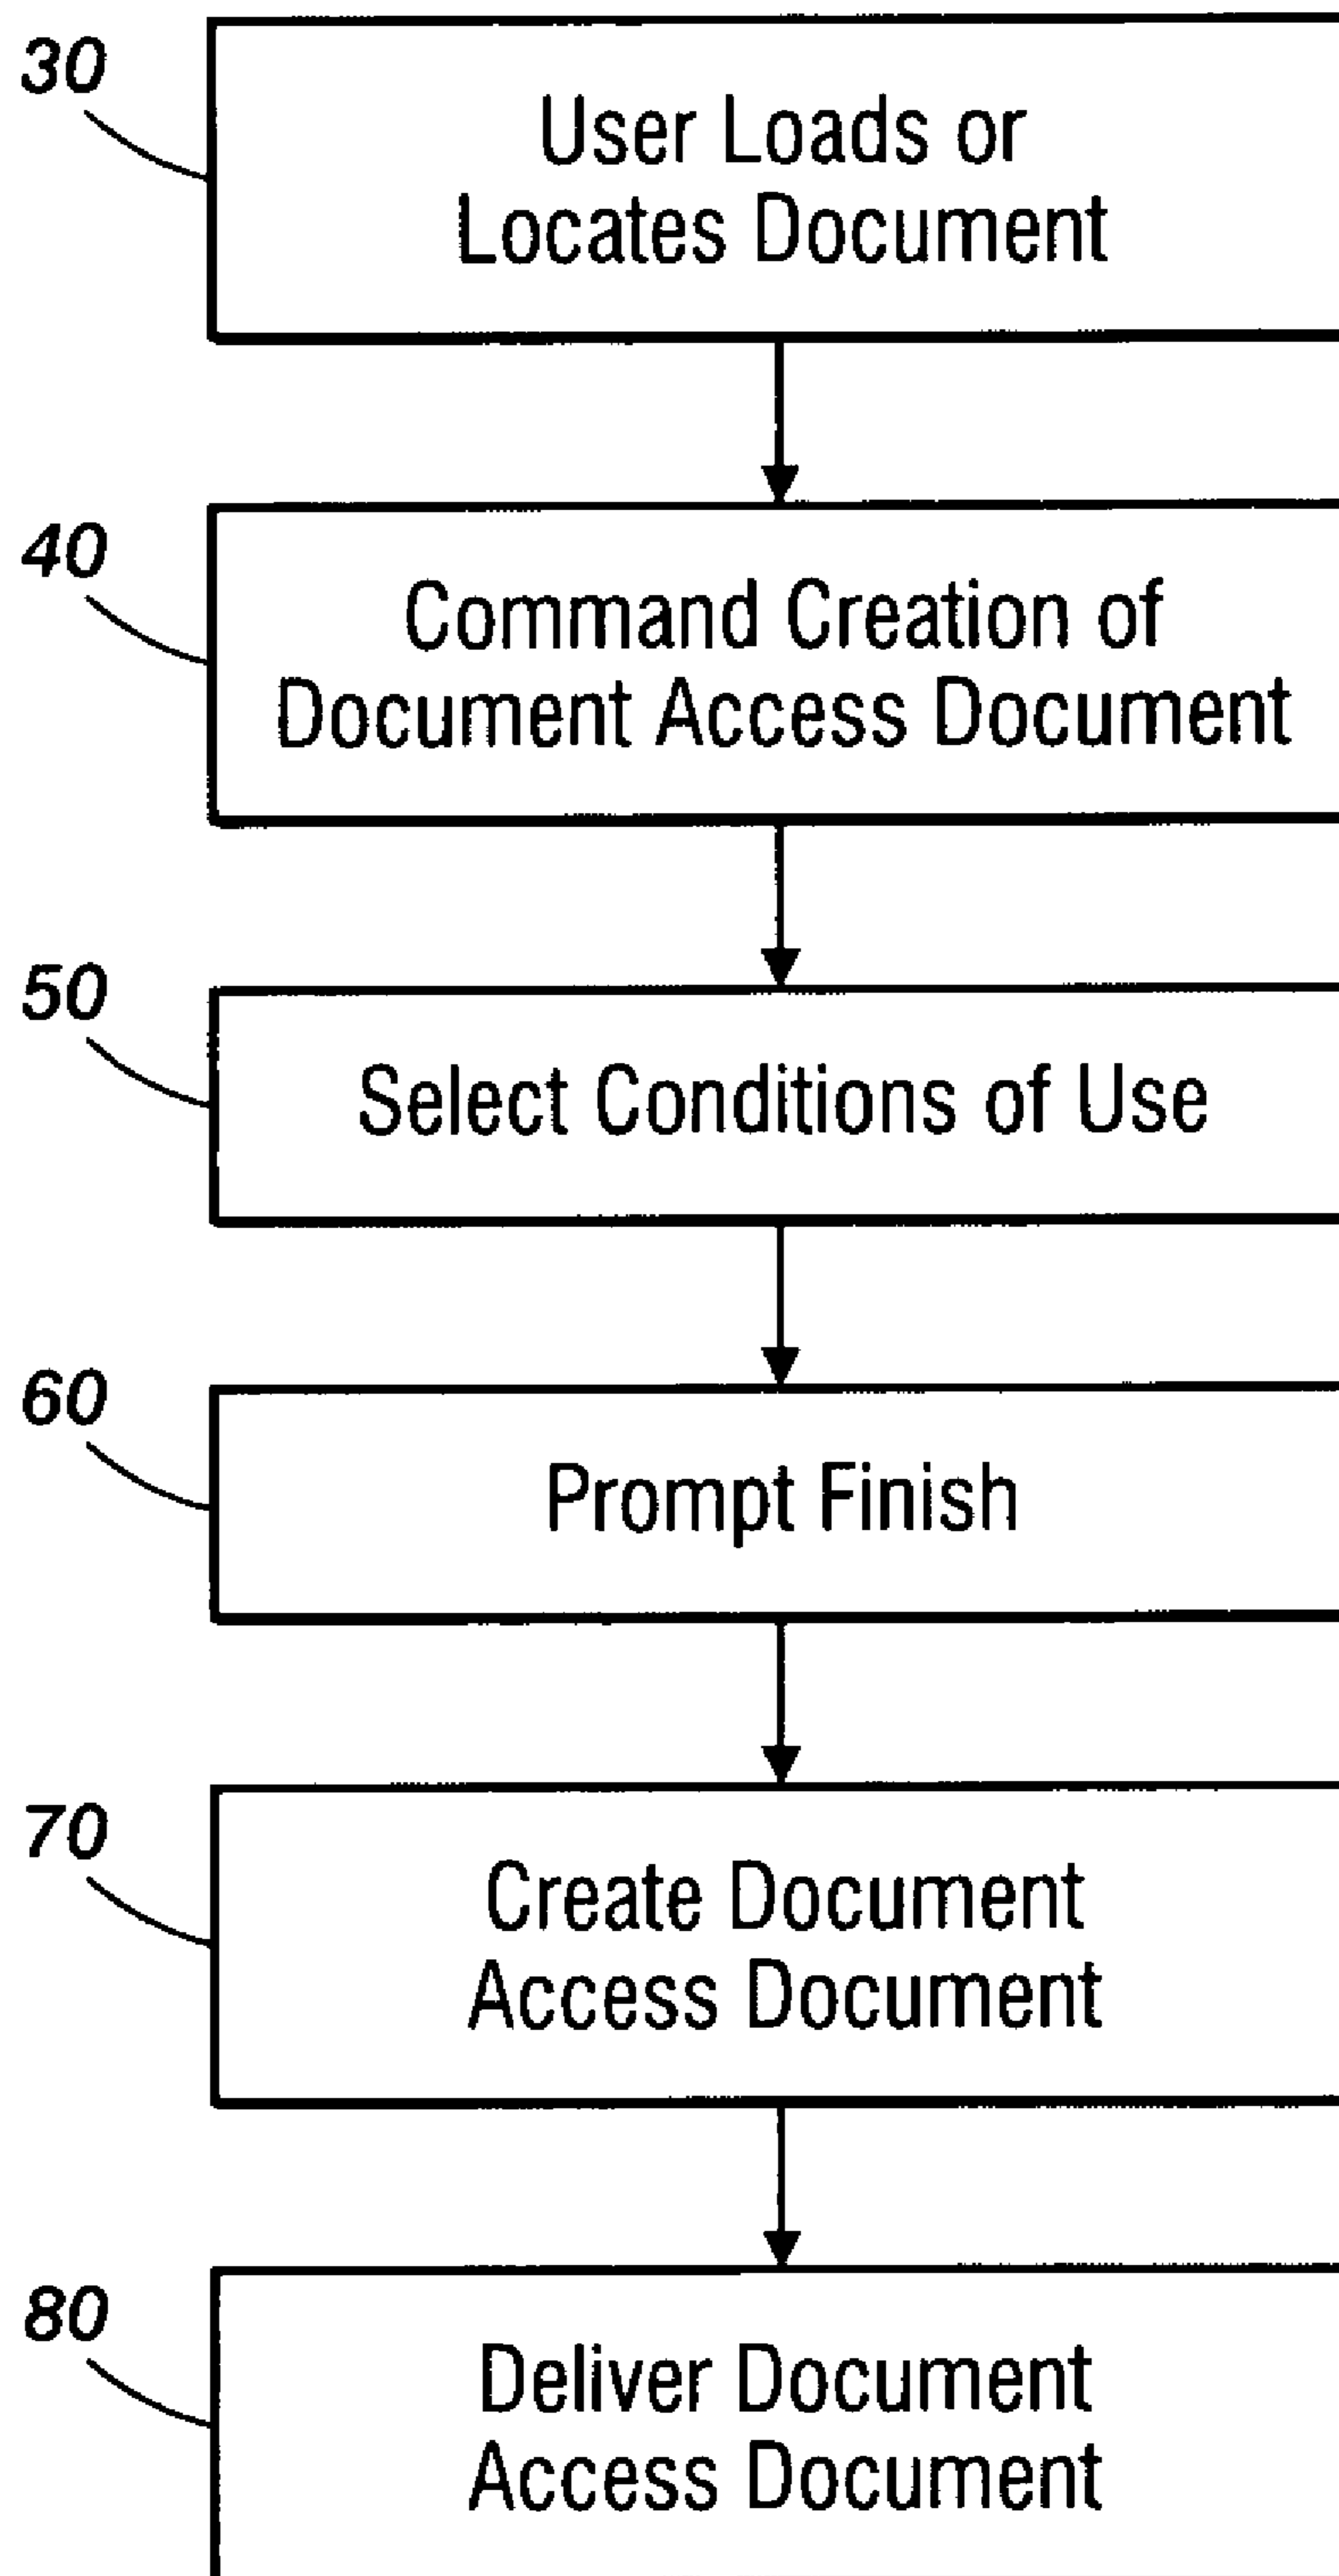 30
User Loads or
Locates Document
40
Command Creation of
Document Access Document
50
Select Conditions of Use
60
Prompt Finish
70
Create Document
Access Document
80
Deliver Document
Access Document